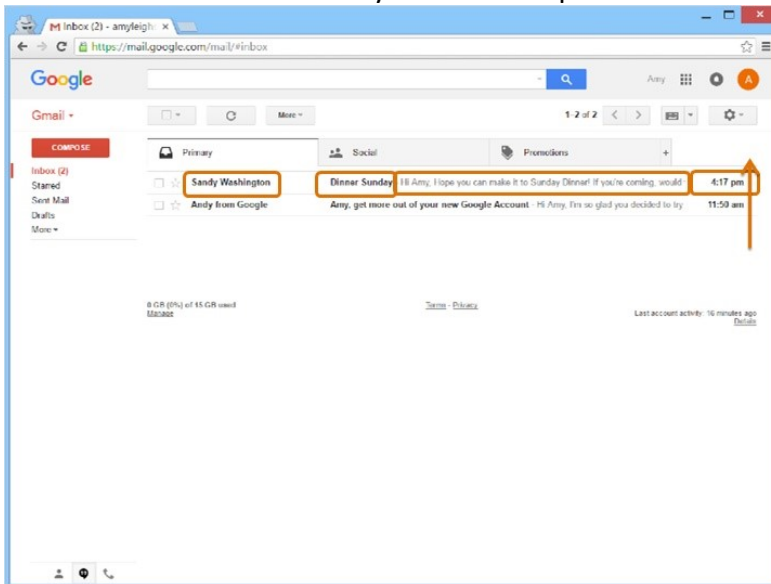 M Inbox (2) - amyleigh
https://mail.google.com/mail/#inbox
Google
Amy
A
Gmail
More
1-2 of 2
COMPOSE
Primary
Social
Promotions
+
Inbox (2)
Starred
Sent Mail
Drafts
More
Sandy Washington Dinner Sunday Hi Amy, Hope you can make it to Sunday Dinner! If you're coming, would 4:17 pm
Andy from Google Amy, get more out of your new Google Account - Hi Amy, I'm so glad you decided to try 11:50 am
0 GB (0%) of 15 GB used
Manage
Terms - Privacy
Last account activity: 16 minutes ago
Details